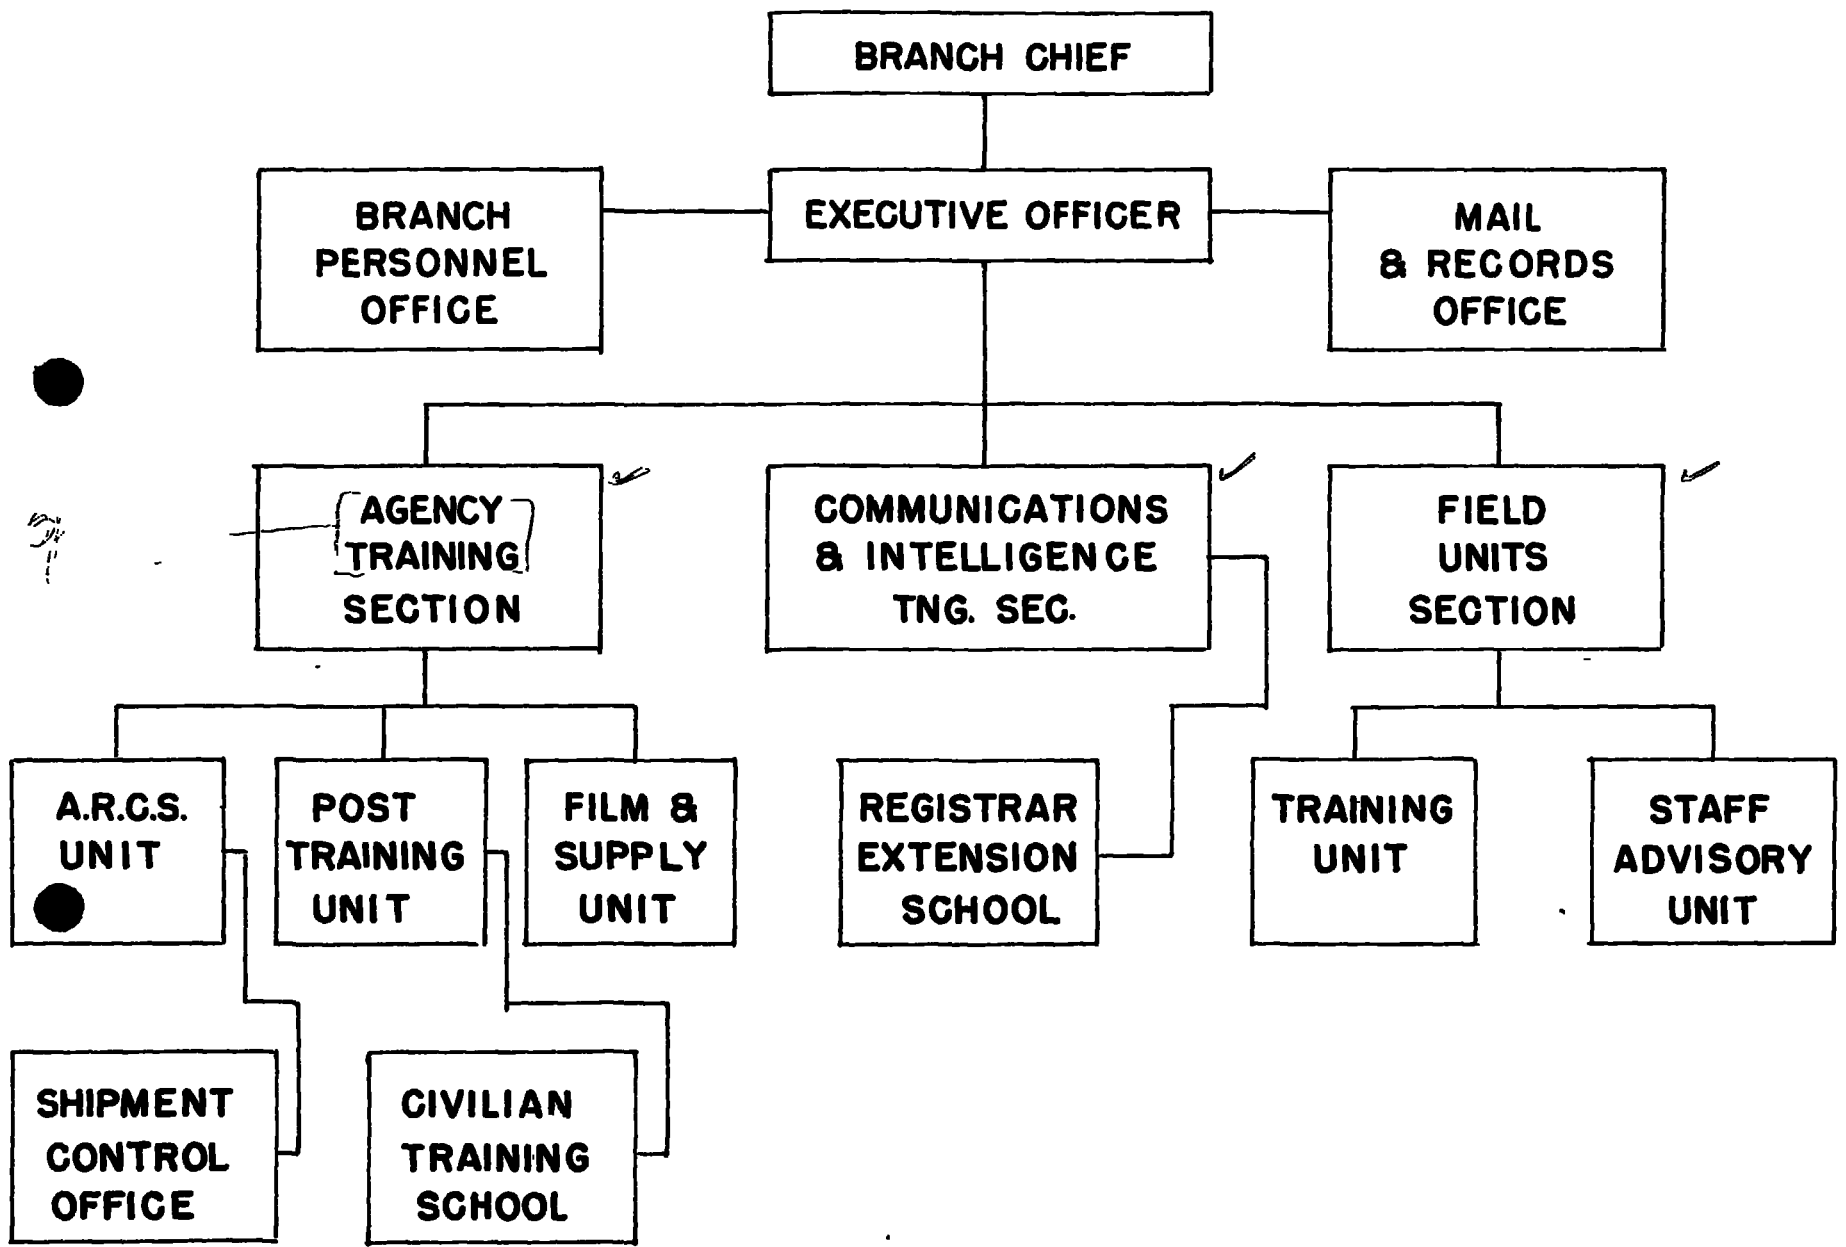 BRANCH CHIEF
BRANCH
PERSONNEL
OFFICE
EXECUTIVE OFFICER
MAIL
& RECORDS
OFFICE
AGENCY
TRAINING
SECTION
COMMUNICATIONS
& INTELLIGENCE
TNG. SEC.
FIELD
UNITS
SECTION
A.R.C.S.
UNIT
POST
TRAINING
UNIT
FILM &
SUPPLY
UNIT
REGISTRAR
EXTENSION
SCHOOL
TRAINING
UNIT
STAFF
ADVISORY
UNIT
SHIPMENT
CONTROL
OFFICE
CIVILIAN
TRAINING
SCHOOL